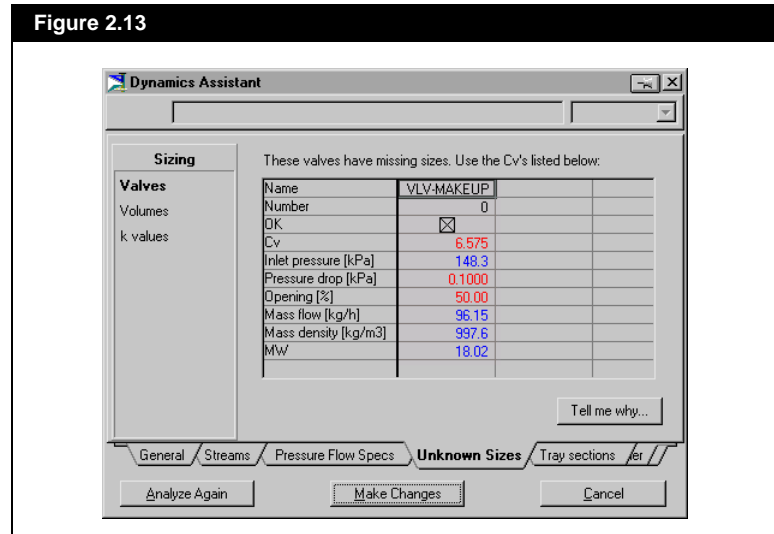 Figure 2.13
Dynamics Assistant
Sizing
Valves
Volumes
k values
These valves have missing sizes. Use the Cv's listed below:
Name VLV-MAKEUP
Number 0
OK
Cv 6.575
Inlet pressure [kPa] 148.3
Pressure drop [kPa] 0.1000
Opening [%] 50.00
Mass flow [kg/h] 96.15
Mass density [kg/m3] 997.6
MW 18.02
Tell me why...
General Streams Pressure Flow Specs Unknown Sizes Tray sections
Analyze Again Make Changes Cancel